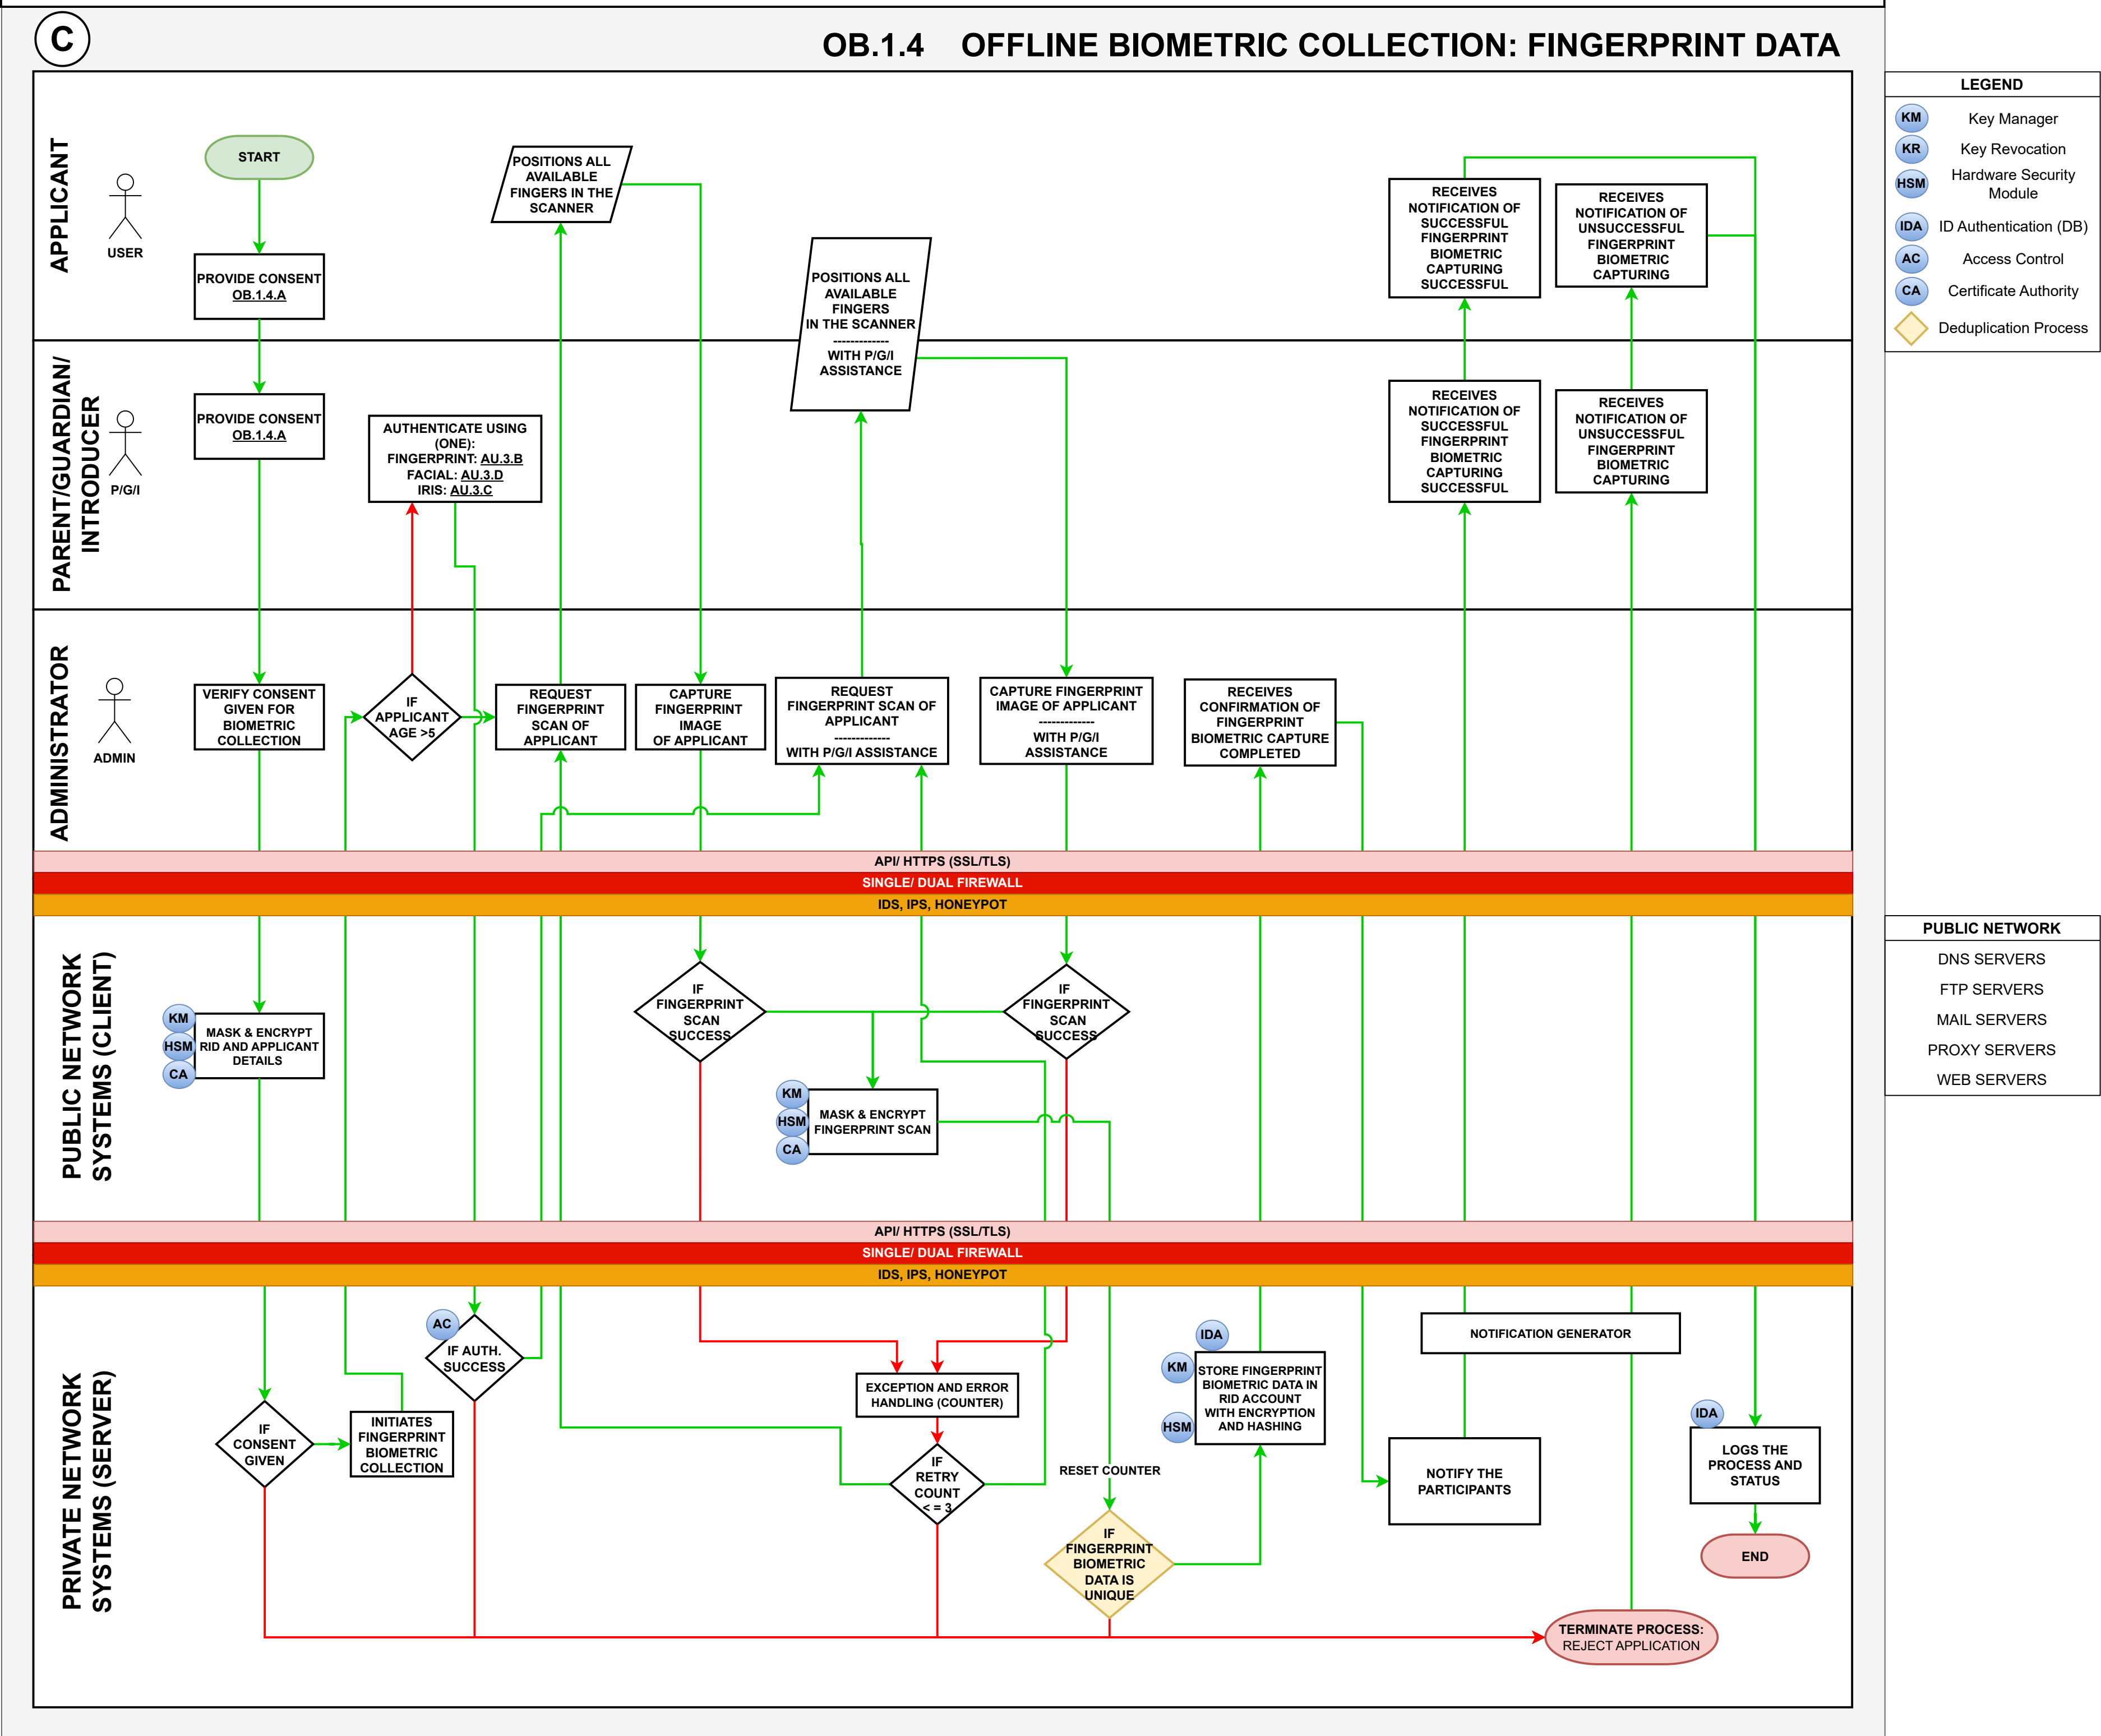 C
OB.1.4 OFFLINE BIOMETRIC COLLECTION: FINGERPRINT DATA
APPLICANT
USER
START
PROVIDE CONSENT
OB.1.4.A
POSITIONS ALL
AVAILABLE
FINGERS IN THE
SCANNER
POSITIONS ALL
AVAILABLE
FINGERS
IN THE SCANNER
-------------
WITH P/G/I
ASSISTANCE
RECEIVES
NOTIFICATION OF
SUCCESSFUL
FINGERPRINT
BIOMETRIC
CAPTURING
SUCCESSFUL
RECEIVES
NOTIFICATION OF
UNSUCCESSFUL
FINGERPRINT
BIOMETRIC
CAPTURING
PARENT/GUARDIAN/
INTRODUCER
P/G/I
PROVIDE CONSENT
OB.1.4.A
AUTHENTICATE USING
(ONE):
FINGERPRINT: AU.3.B
FACIAL: AU.3.D
IRIS: AU.3.C
RECEIVES
NOTIFICATION OF
SUCCESSFUL
FINGERPRINT
BIOMETRIC
CAPTURING
SUCCESSFUL
RECEIVES
NOTIFICATION OF
UNSUCCESSFUL
FINGERPRINT
BIOMETRIC
CAPTURING
ADMINISTRATOR
ADMIN
VERIFY CONSENT
GIVEN FOR
BIOMETRIC
COLLECTION
IF
APPLICANT
AGE >5
REQUEST
FINGERPRINT
SCAN OF
APPLICANT
CAPTURE
FINGERPRINT
IMAGE
OF APPLICANT
REQUEST
FINGERPRINT SCAN OF
APPLICANT
-------------
WITH P/G/I ASSISTANCE
CAPTURE FINGERPRINT
IMAGE OF APPLICANT
-------------
WITH P/G/I
ASSISTANCE
RECEIVES
CONFIRMATION OF
FINGERPRINT
BIOMETRIC CAPTURE
COMPLETED
API/ HTTPS (SSL/TLS)
SINGLE/ DUAL FIREWALL
IDS, IPS, HONEYPOT
PUBLIC NETWORK
SYSTEMS (CLIENT)
KM
HSM
CA
MASK & ENCRYPT
RID AND APPLICANT
DETAILS
IF
FINGERPRINT
SCAN
SUCCESS
IF
FINGERPRINT
SCAN
SUCCESS
KM
HSM
CA
MASK & ENCRYPT
FINGERPRINT SCAN
API/ HTTPS (SSL/TLS)
SINGLE/ DUAL FIREWALL
IDS, IPS, HONEYPOT
PRIVATE NETWORK
SYSTEMS (SERVER)
IF
CONSENT
GIVEN
INITIATES
FINGERPRINT
BIOMETRIC
COLLECTION
AC
IF AUTH.
SUCCESS
EXCEPTION AND ERROR
HANDLING (COUNTER)
IF
RETRY
COUNT
< = 3
RESET COUNTER
IF
FINGERPRINT
BIOMETRIC
DATA IS
UNIQUE
IDA
KM
HSM
STORE FINGERPRINT
BIOMETRIC DATA IN
RID ACCOUNT
WITH ENCRYPTION
AND HASHING
NOTIFICATION GENERATOR
NOTIFY THE
PARTICIPANTS
IDA
LOGS THE
PROCESS AND
STATUS
END
TERMINATE PROCESS:
REJECT APPLICATION
LEGEND
KM Key Manager
KR Key Revocation
HSM Hardware Security
Module
IDA ID Authentication (DB)
AC Access Control
CA Certificate Authority
Deduplication Process
PUBLIC NETWORK
DNS SERVERS
FTP SERVERS
MAIL SERVERS
PROXY SERVERS
WEB SERVERS